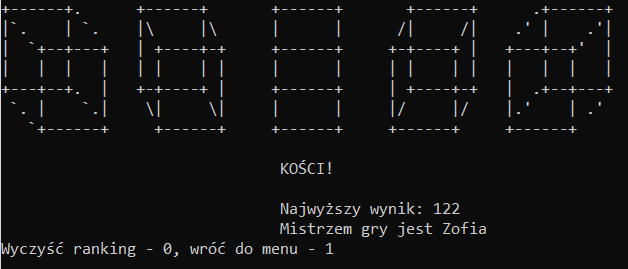 KOŚCI!
Najwyższy wynik: 122
Mistrzem gry jest Zofia
Wyczyść ranking - 0, wróć do menu - 1